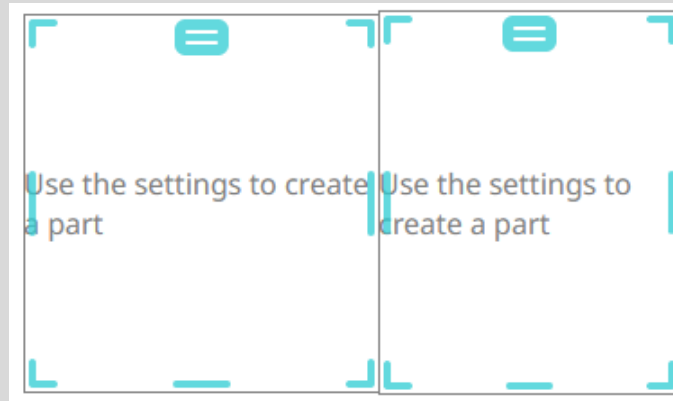 Use the settings to create
a part
Use the settings to
create a part